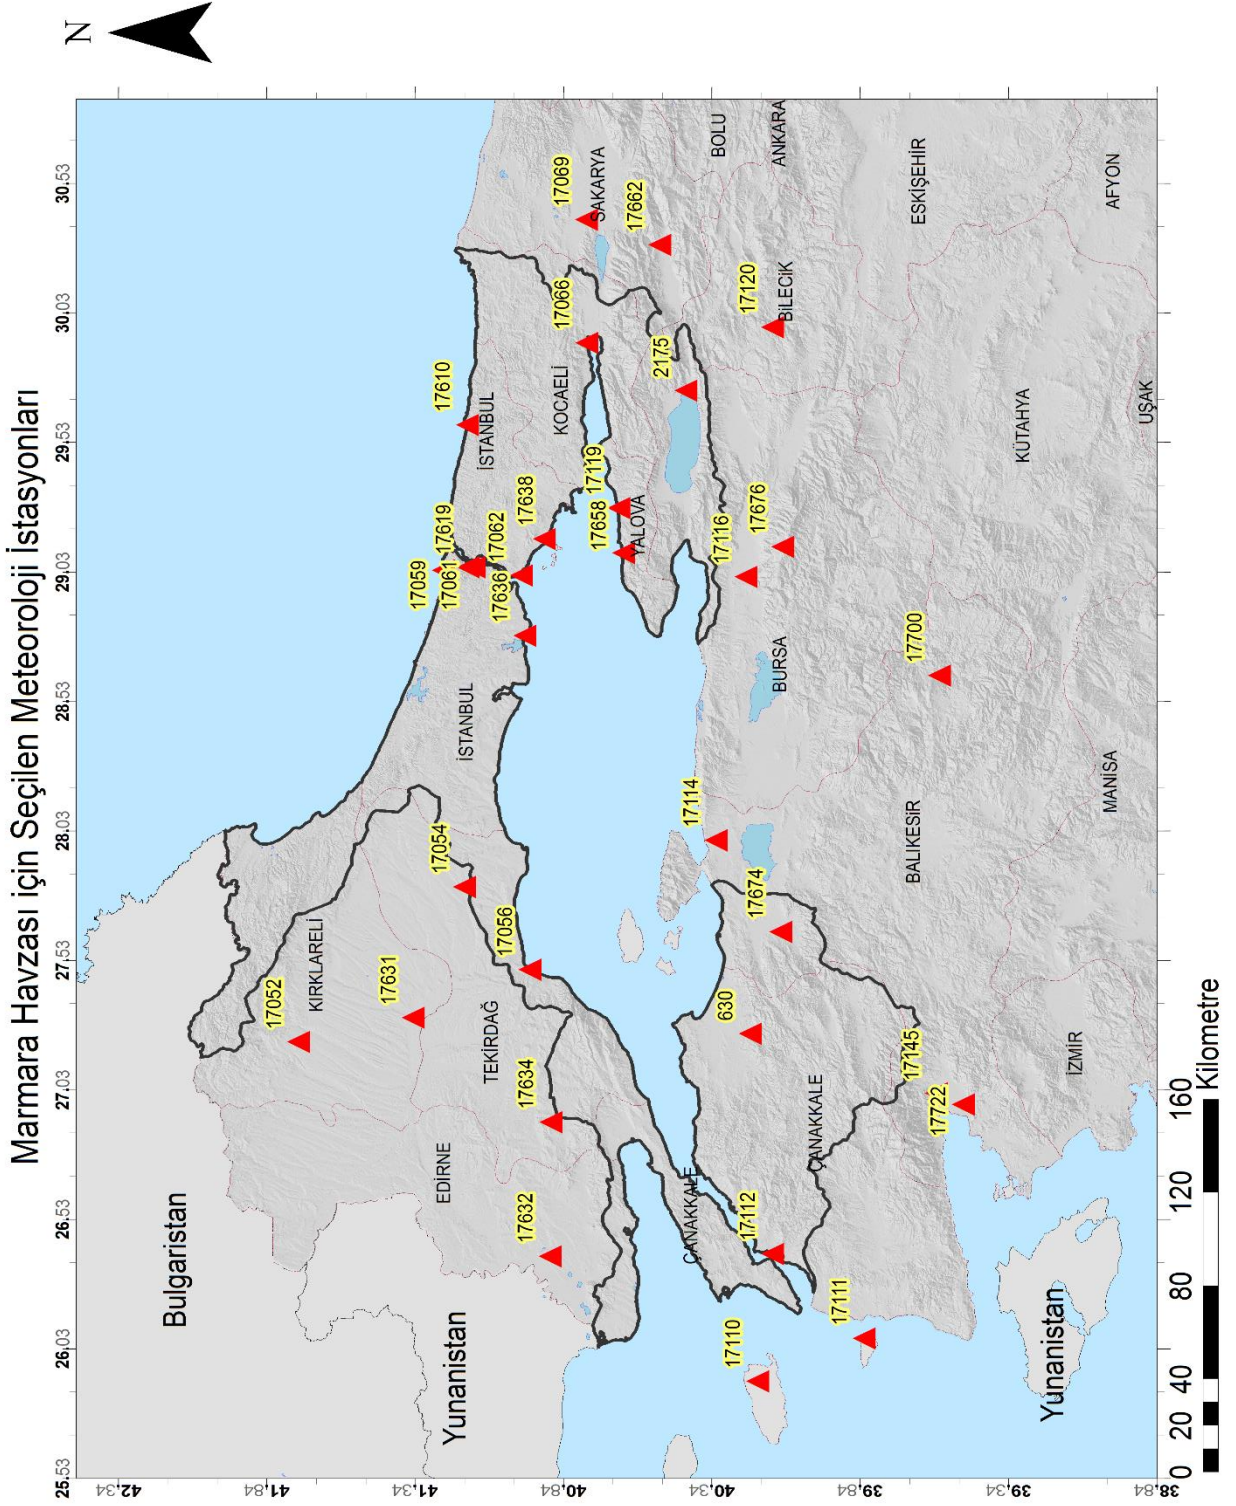 Marmara Havzası için Seçilen Meteoroloji İstasyonları
N
25.53
26.03
26.53
27.03
27.53
28.03
28.53
29.03
29.53
30.03
30.53
42.34
41.84
41.34
40.84
40.34
39.84
39.34
38.84
Bulgaristan
Yunanistan
Yunanistan
KIRKLARELİ
EDİRNE
TEKİRDAĞ
İSTANBUL
İSTANBUL
KOCAELİ
SAKARYA
YALOVA
BOLU
ANKARA
BİLECİK
ESKİŞEHİR
AFYON
BURSA
KÜTAHYA
UŞAK
ÇANAKKALE
ÇANAKKALE
BALIKESİR
MANİSA
İZMİR
17052
17631
17054
17056
17634
17632
17059
17061
17619
17062
17636
17638
17610
17066
17069
17662
17119
17658
2175
17120
17116
17676
17700
17114
17674
630
17145
17722
17112
17111
17110
0 20 40 80 120 160
Kilometre